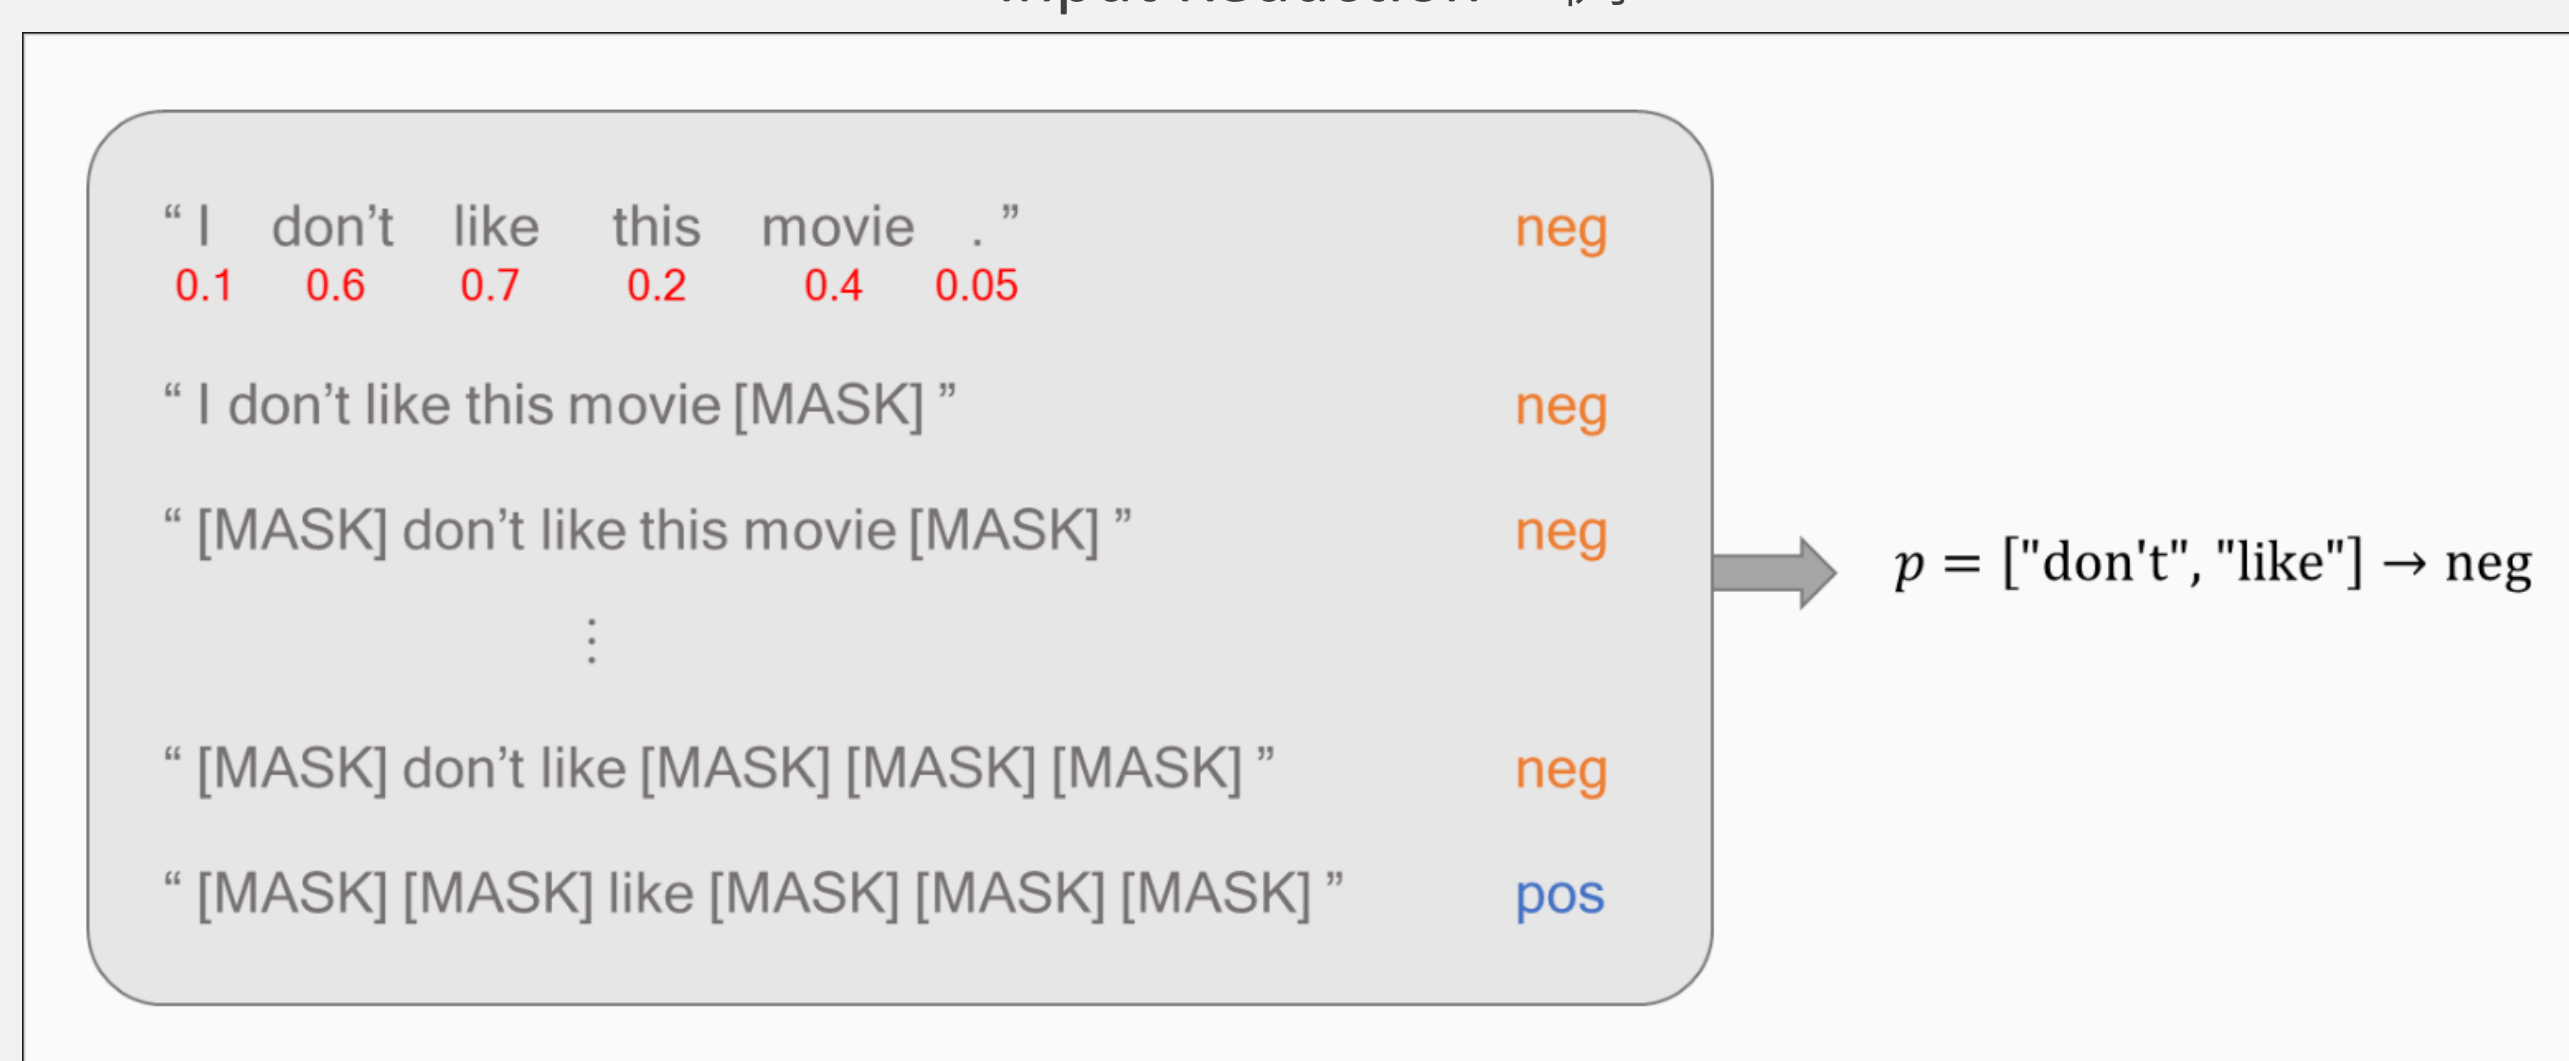 Input Reduction
“ I don’t like this movie . ” neg
0.1 0.6 0.7 0.2 0.4 0.05
“ I don’t like this movie [MASK] ” neg
“ [MASK] don’t like this movie [MASK] ” neg
⋮
p = ["don't", "like"] → neg
“ [MASK] don’t like [MASK] [MASK] [MASK] ” neg
“ [MASK] [MASK] like [MASK] [MASK] [MASK] ” pos